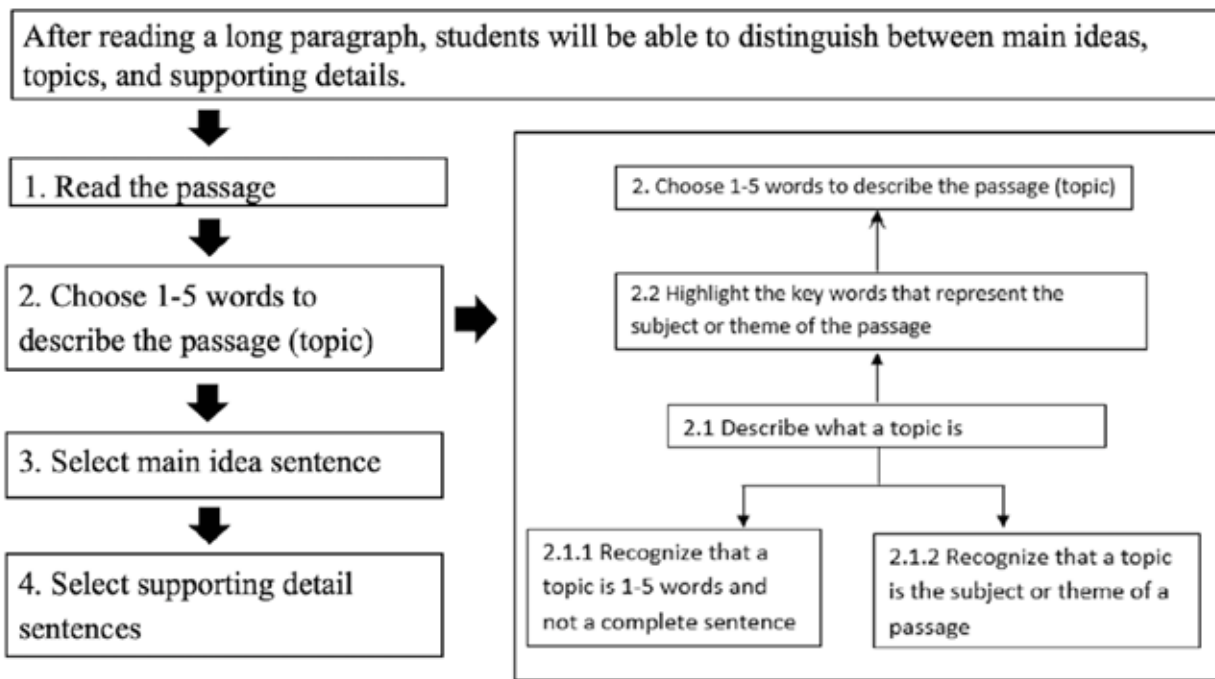 After reading a long paragraph, students will be able to distinguish between main ideas,
topics, and supporting details.
1. Read the passage
2. Choose 1-5 words to
describe the passage (topic)
3. Select main idea sentence
4. Select supporting detail
sentences
2. Choose 1-5 words to describe the passage (topic)
2.2 Highlight the key words that represent the
subject or theme of the passage
2.1 Describe what a topic is
2.1.1 Recognize that a
topic is 1-5 words and
not a complete sentence
2.1.2 Recognize that a topic
is the subject or theme of a
passage